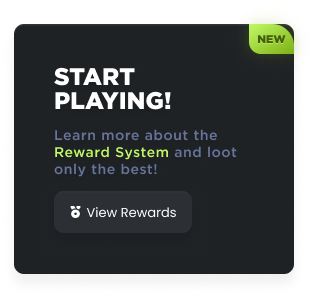 NEW
START
PLAYING!
Learn more about the
Reward System and loot
only the best!
View Rewards